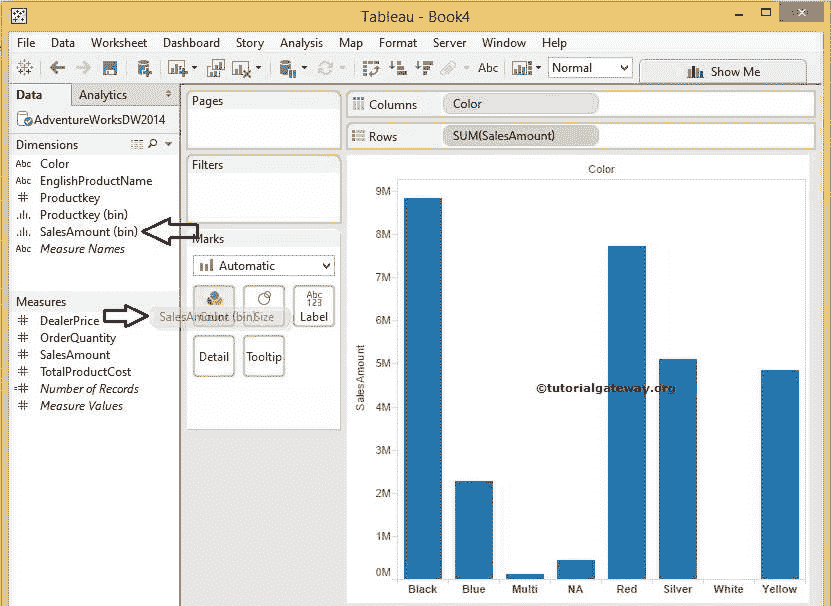 Tableau - Book4
File Data Worksheet Dashboard Story Analysis Map Format Server Window Help
Abc Normal Show Me
Data Analytics
AdventureWorksDW2014
Dimensions
Abc Color
Abc EnglishProductName
# Productkey
Productkey (bin)
SalesAmount (bin)
Abc Measure Names
Measures
# DealerPrice
# OrderQuantity
# SalesAmount
# TotalProductCost
=# Number of Records
# Measure Values
Pages
Filters
Marks
Automatic
Color Size Abc 123 Label
SalesAmount (bin)
Detail Tooltip
Columns Color
Rows SUM(SalesAmount)
Color
SalesAmount
9M
8M
7M
6M
5M
4M
3M
2M
1M
0M
©tutorialgateway.org
Black Blue Multi NA Red Silver White Yellow